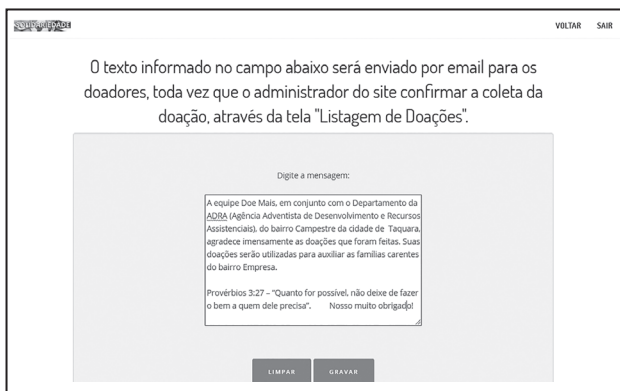 SOLIDARIEDADE
VOLTAR SAIR
O texto informado no campo abaixo será enviado por email para os
doadores, toda vez que o administrador do site confirmar a coleta da
doação, através da tela "Listagem de Doações".
Digite a mensagem:
A equipe Doe Mais, em conjunto com o Departamento da
ADRA (Agência Adventista de Desenvolvimento e Recursos
Assistenciais), do bairro Campestre da cidade de Taquara,
agradece imensamente as doações que foram feitas. Suas
doações serão utilizadas para auxiliar as famílias carentes
do bairro Empresa.
Provérbios 3:27 – "Quanto for possível, não deixe de fazer
o bem a quem dele precisa". Nosso muito obrigado!
LIMPAR GRAVAR